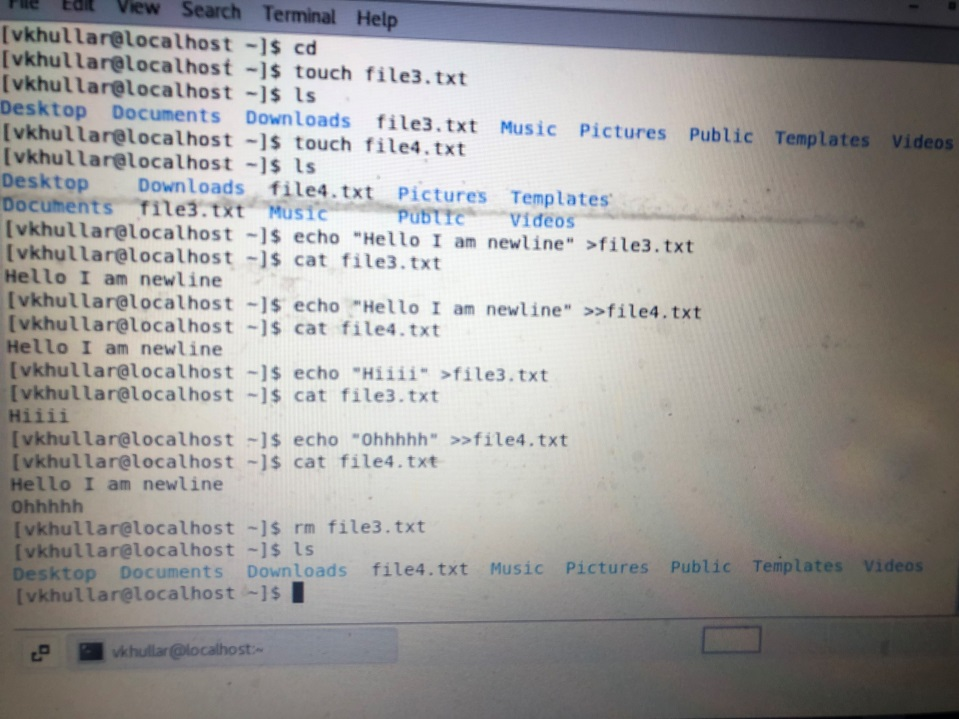 File Edit View Search Terminal Help
[vkhullar@localhost ~]$ cd
[vkhullar@localhost ~]$ touch file3.txt
[vkhullar@localhost ~]$ ls
Desktop Documents Downloads file3.txt Music Pictures Public Templates Videos
[vkhullar@localhost ~]$ touch file4.txt
[vkhullar@localhost ~]$ ls
Desktop Downloads file4.txt Pictures Templates
Documents file3.txt Music Public Videos
[vkhullar@localhost ~]$ echo "Hello I am newline" >file3.txt
[vkhullar@localhost ~]$ cat file3.txt
Hello I am newline
[vkhullar@localhost ~]$ echo "Hello I am newline" >>file4.txt
[vkhullar@localhost ~]$ cat file4.txt
Hello I am newline
[vkhullar@localhost ~]$ echo "Hiiii" >file3.txt
[vkhullar@localhost ~]$ cat file3.txt
Hiiii
[vkhullar@localhost ~]$ echo "Ohhhhh" >>file4.txt
[vkhullar@localhost ~]$ cat file4.txt
Hello I am newline
Ohhhhh
[vkhullar@localhost ~]$ rm file3.txt
[vkhullar@localhost ~]$ ls
Desktop Documents Downloads file4.txt Music Pictures Public Templates Videos
[vkhullar@localhost ~]$
vkhullar@localhost:~